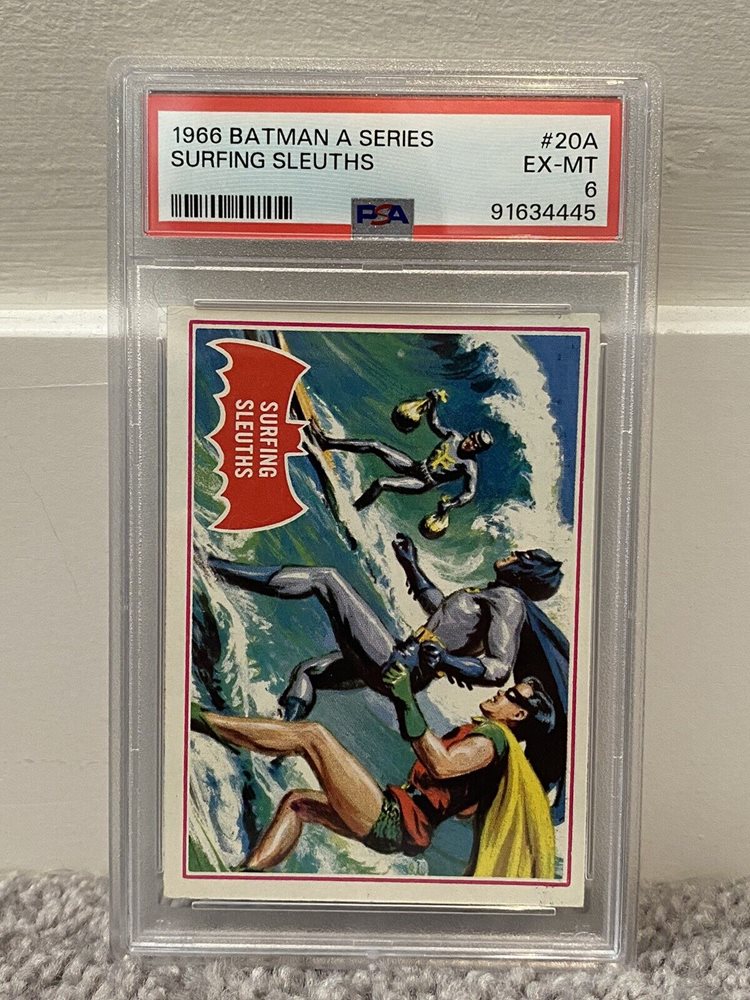 1966 BATMAN A SERIES #20A
SURFING SLEUTHS EX-MT
6
PSA 91634445
SURFING
SLEUTHS